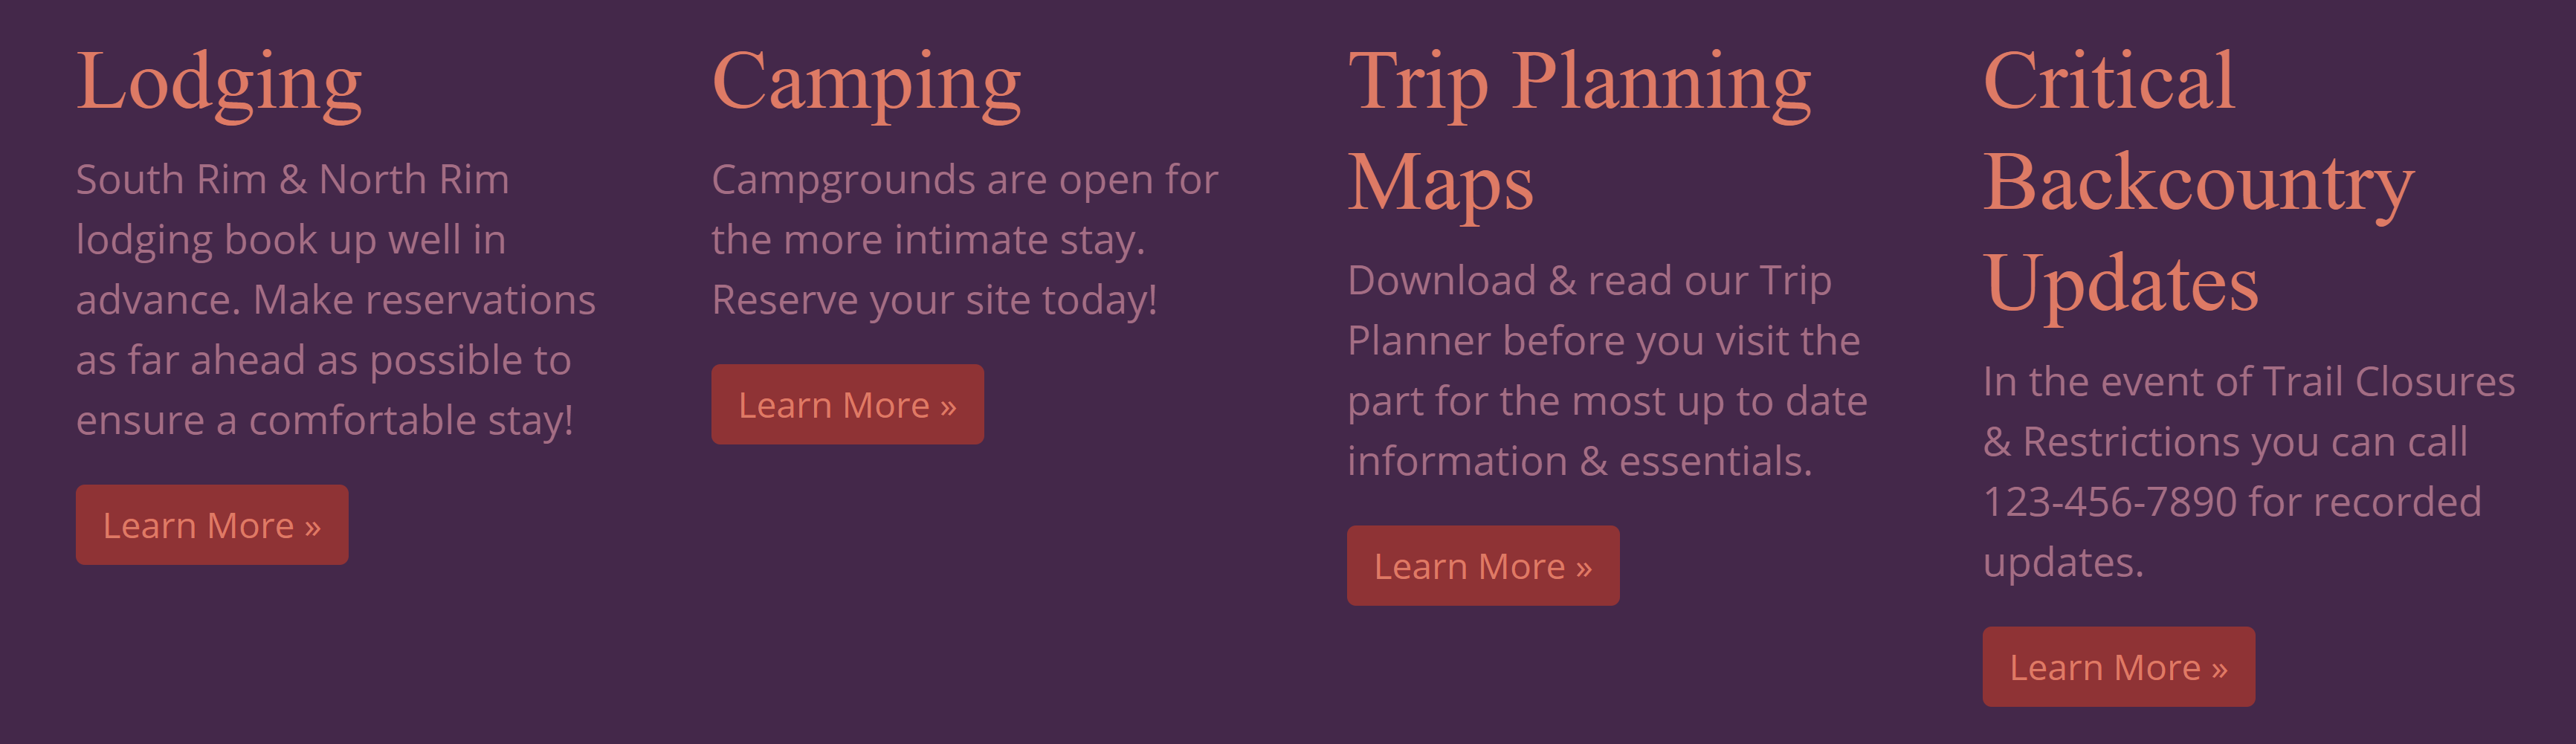 Lodging
South Rim & North Rim
lodging book up well in
advance. Make reservations
as far ahead as possible to
ensure a comfortable stay!
Learn More »
Camping
Campgrounds are open for
the more intimate stay.
Reserve your site today!
Learn More »
Trip Planning
Maps
Download & read our Trip
Planner before you visit the
part for the most up to date
information & essentials.
Learn More »
Critical
Backcountry
Updates
In the event of Trail Closures
& Restrictions you can call
123-456-7890 for recorded
updates.
Learn More »